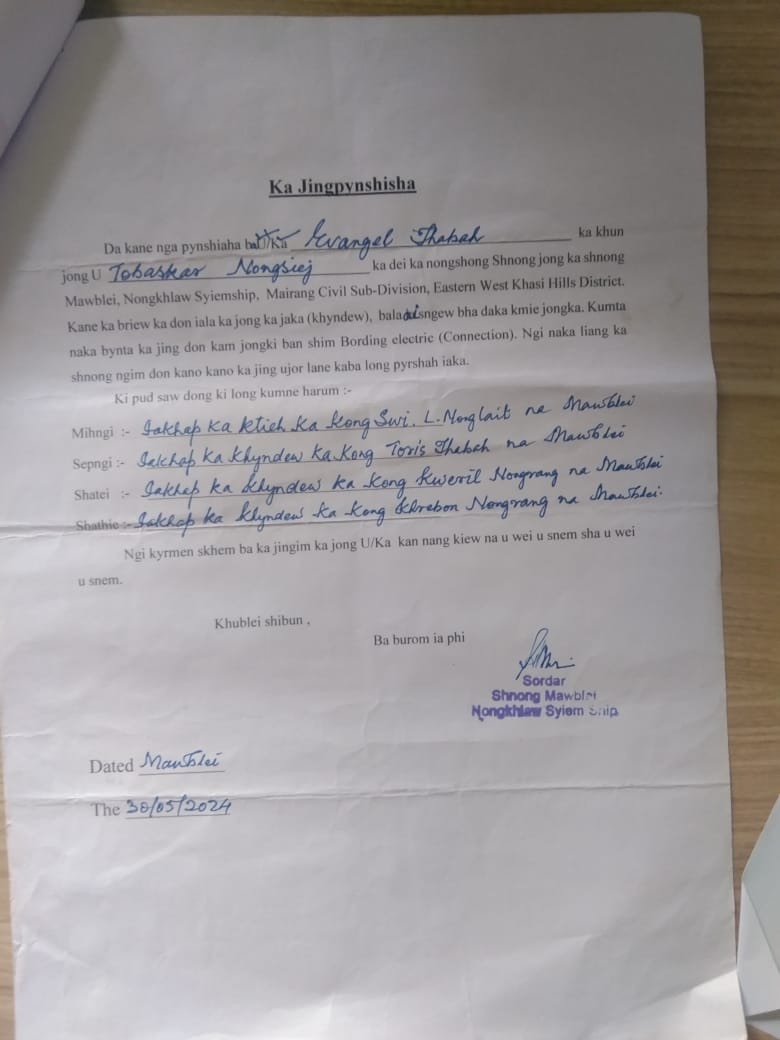 Ka Jingpynshisha
Da kane nga pynshiaha ba U/Ka Evangel Thabah ka khun
jong U Tobaskar Nongsiej ka dei ka nongshong Shnong jong ka shnong
Mawblei, Nongkhlaw Syiemship, Mairang Civil Sub-Division, Eastern West Khasi Hills District.
Kane ka briew ka don iala ka jong ka jaka (khyndew), baladeisngew bha daka kmie jongka. Kumta
naka bynta ka jing don kam jongki ban shim Bording electric (Connection). Ngi naka liang ka
shnong ngim don kano kano ka jing ujor lane kaba long pyrshah iaka.
Ki pud saw dong ki long kumne harum :-
Mihngi :- Iakhap ka ktieh ka Kong Swi. L. Nonglait na Mawblei
Sepngi :- Iakhap ka Khyndew ka Kong Toris Thabah na Mawblei
Shatei :- Iakhap ka Khyndew ka Kong Kweril Nongrang na Mawblei
Shathie :- Iakhap ka Khyndew ka Kong Khrebon Nongrang na Mawblei.
Ngi kyrmen skhem ba ka jingim ka jong U/Ka kan nang kiew na u wei u snem sha u wei
u snem.
Khublei shibun ,
Ba burom ia phi
Sordar
Shnong Mawblei
Nongkhlaw Syiem Ship
Dated Mawblei
The 30/05/2024